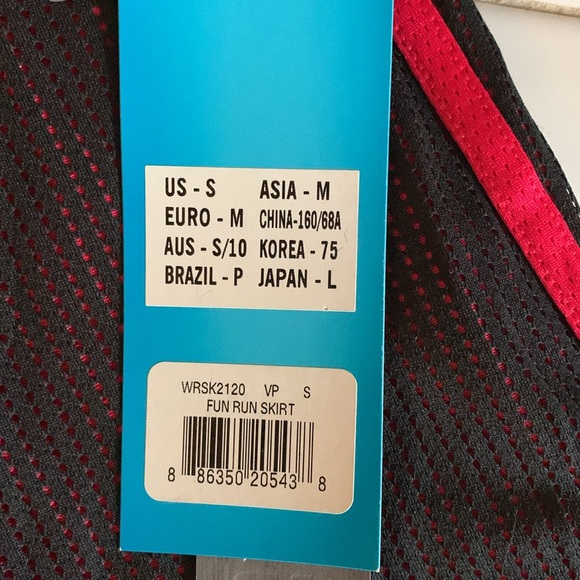 US - S ASIA - M
EURO - M CHINA-160/68A
AUS - S/10 KOREA - 75
BRAZIL - P JAPAN - L
WRSK2120 VP S
FUN RUN SKIRT
8 86350 20543 8